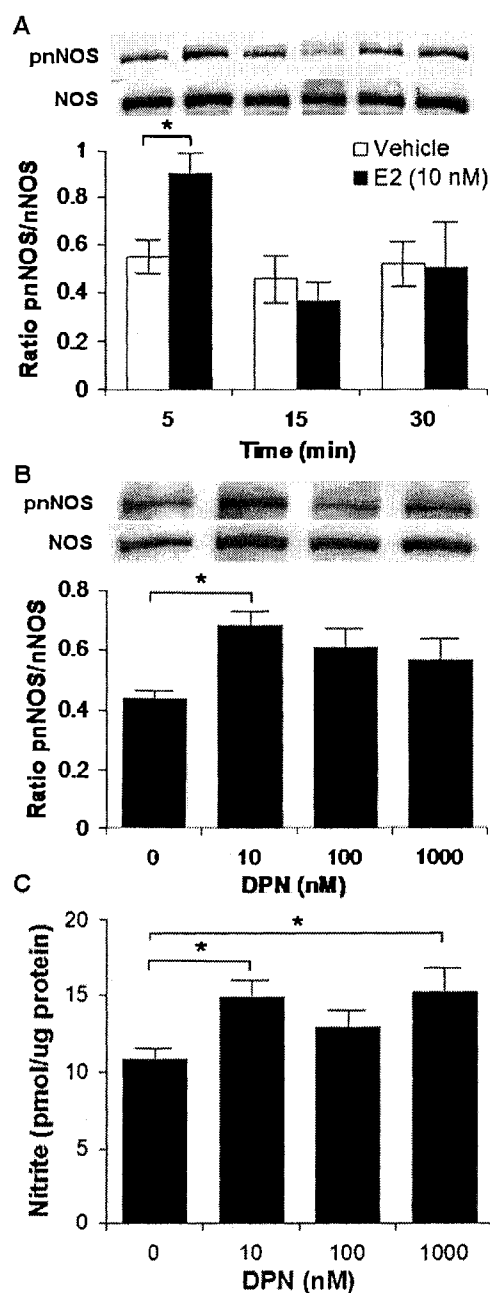 A
pnNOS
NOS
*
Vehicle
E2 (10 nM)
Ratio pnNOS/nNOS
1
0.8
0.6
0.4
0.2
0
5 15 30
Time (min)
B
pnNOS
NOS
*
Ratio pnNOS/nNOS
0.8
0.6
0.4
0.2
0
0 10 100 1000
DPN (nM)
C
*
*
Nitrite (pmol/ug protein)
20
15
10
5
0
0 10 100 1000
DPN (nM)